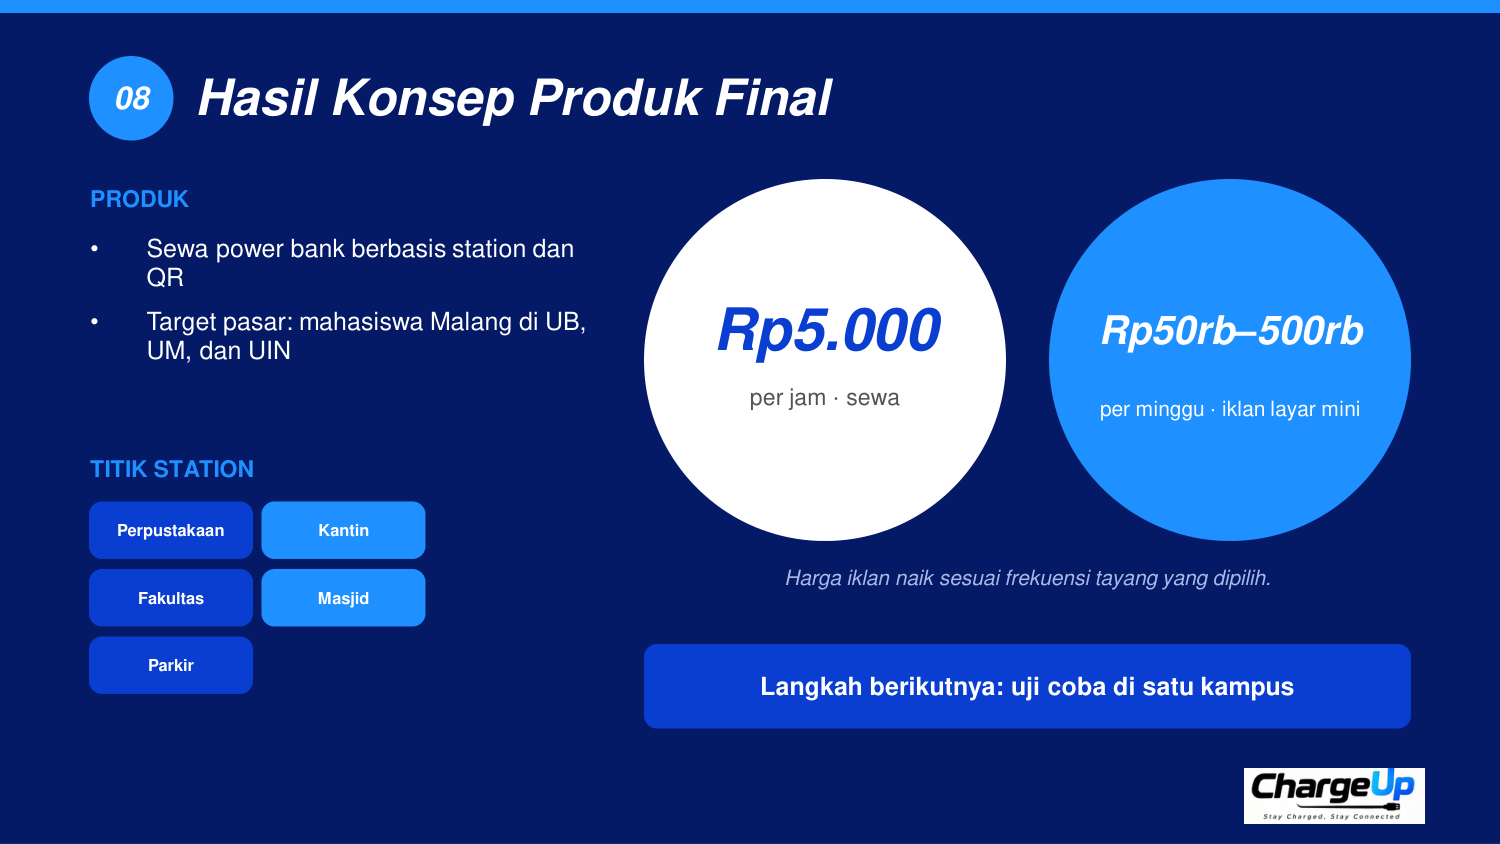 08
Hasil Konsep Produk Final
PRODUK
• Sewa power bank berbasis station dan
QR
• Target pasar: mahasiswa Malang di UB,
UM, dan UIN
TITIK STATION
Perpustakaan
Kantin
Fakultas
Masjid
Parkir
Rp5.000
per jam · sewa
Rp50rb–500rb
per minggu · iklan layar mini
Harga iklan naik sesuai frekuensi tayang yang dipilih.
Langkah berikutnya: uji coba di satu kampus
ChargeUp
Stay Charged, Stay Connected